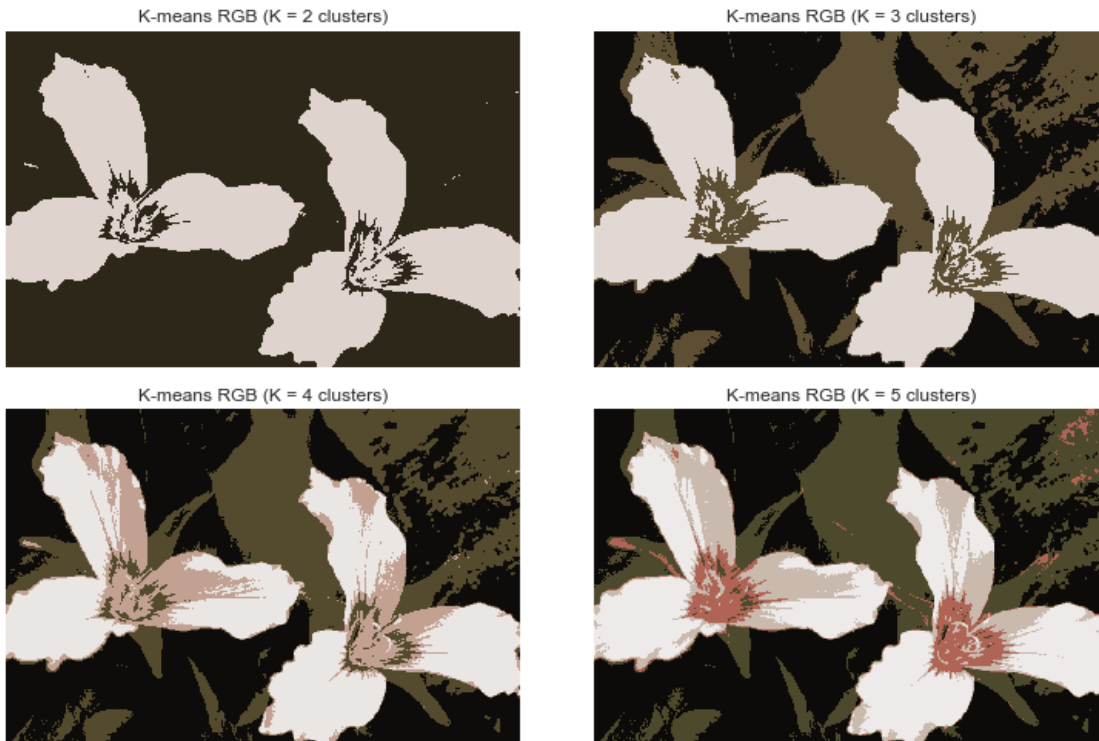 K-means RGB (K = 2 clusters)
K-means RGB (K = 3 clusters)
K-means RGB (K = 4 clusters)
K-means RGB (K = 5 clusters)